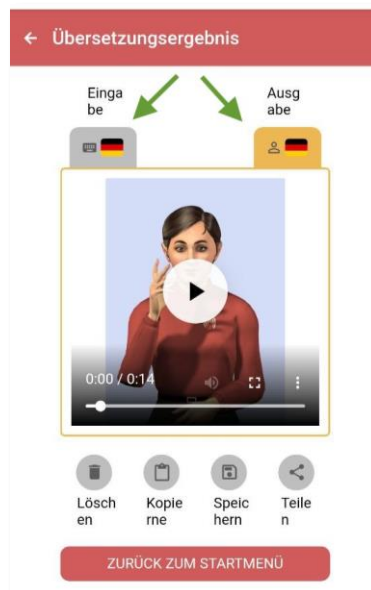 Übersetzungsergebnis
Einga Ausg
be abe
0:00 / 0:14
Lösch Kopie Speic Teile
en rne hern n
ZURÜCK ZUM STARTMENÜ